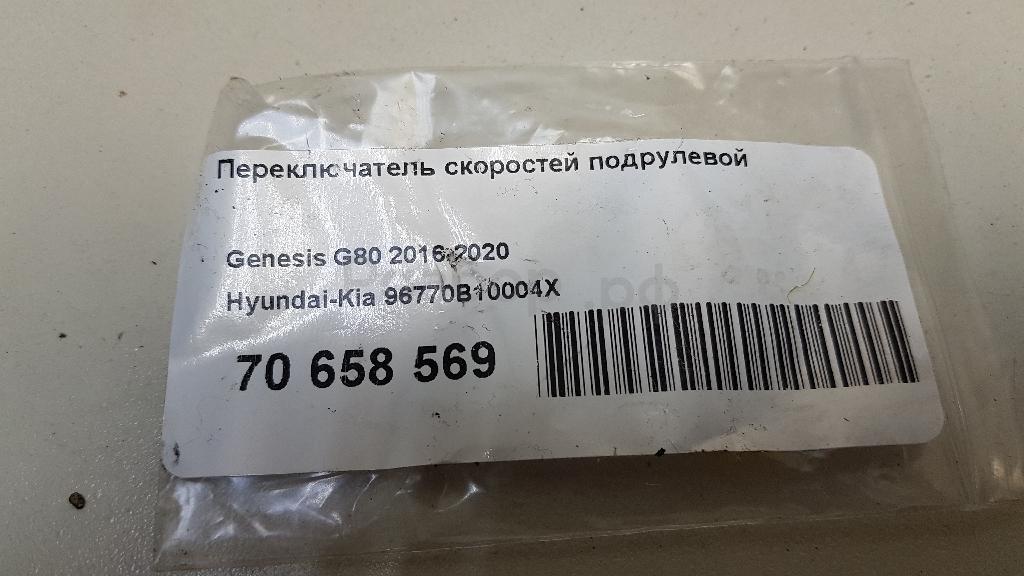 Переключатель скоростей подрулевой
Genesis G80 2016-2020
Hyundai-Kia 96770B10004X
70 658 569